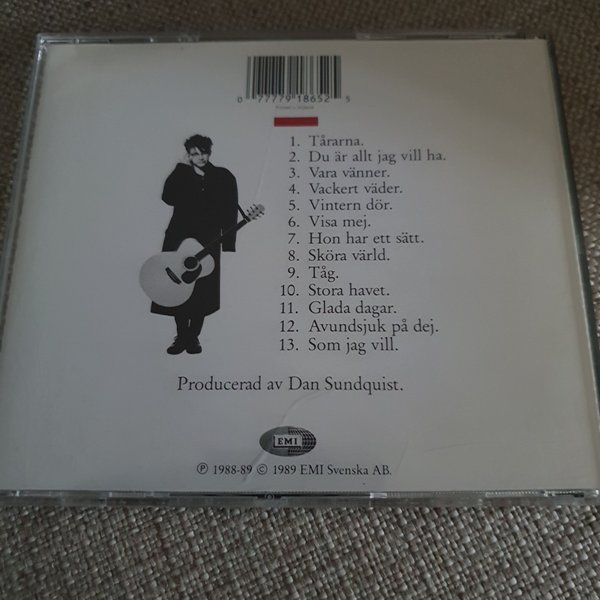 0 77779 18652 5
1. Tårarna.
2. Du är allt jag vill ha.
3. Vara vänner.
4. Vackert väder.
5. Vintern dör.
6. Visa mej.
7. Hon har ett sätt.
8. Sköra värld.
9. Tåg.
10. Stora havet.
11. Glada dagar.
12. Avundsjuk på dej.
13. Som jag vill.
Producerad av Dan Sundquist.
EMI
℗ 1988-89 © 1989 EMI Svenska AB.